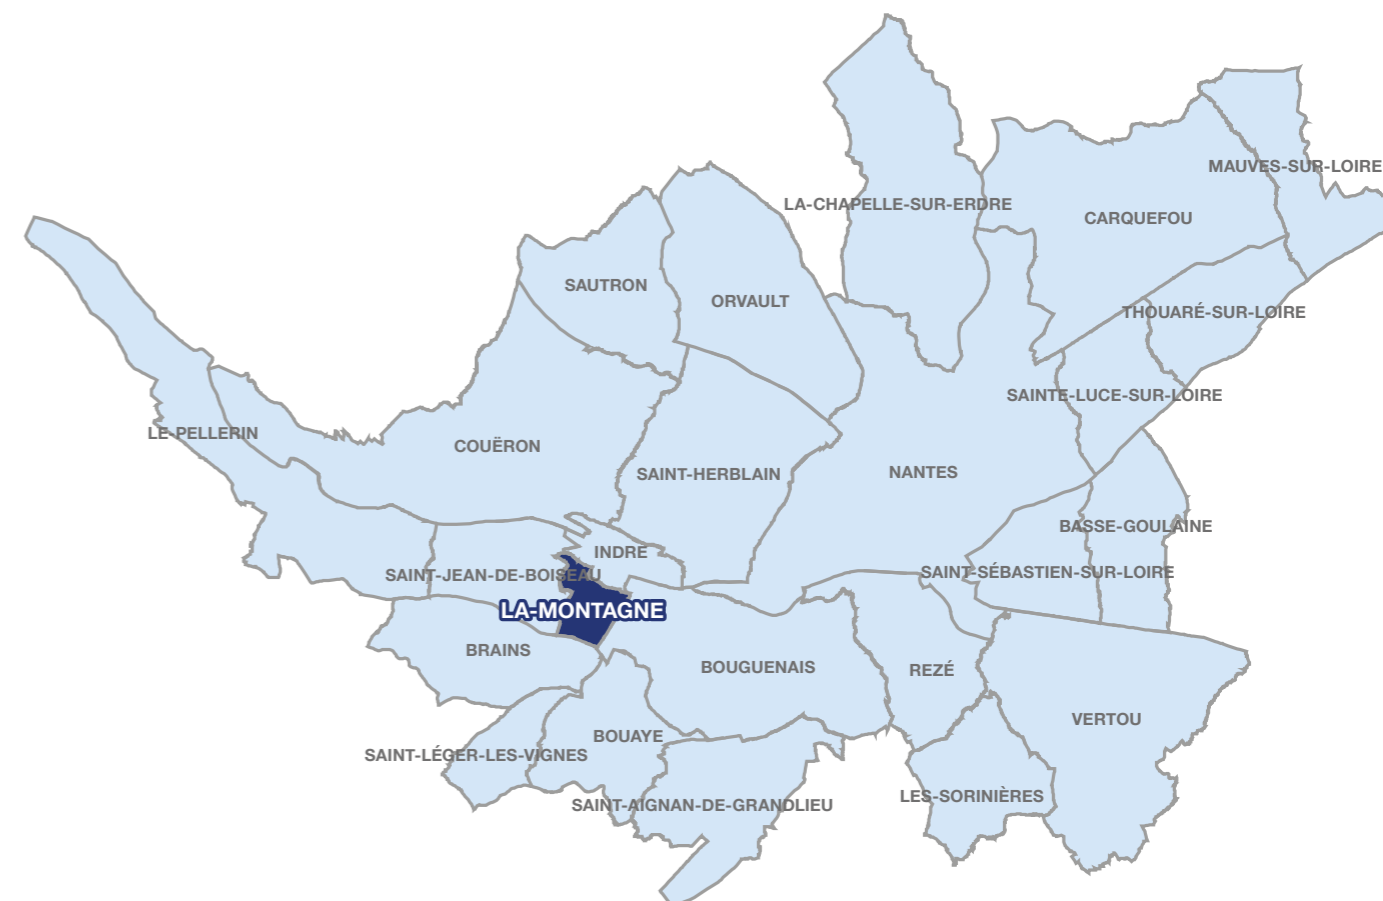 MAUVES-SUR-LOIRE
LA-CHAPELLE-SUR-ERDRE
CARQUEFOU
SAUTRON
ORVAULT
THOUARÉ-SUR-LOIRE
SAINTE-LUCE-SUR-LOIRE
LE-PELLERIN
COUËRON
SAINT-HERBLAIN
NANTES
BASSE-GOULAINE
INDRE
SAINT-JEAN-DE-BOISEAU
SAINT-SÉBASTIEN-SUR-LOIRE
LA-MONTAGNE
BRAINS
BOUGUENAIS
REZÉ
VERTOU
BOUAYE
SAINT-LÉGER-LES-VIGNES
LES-SORINIÈRES
SAINT-AIGNAN-DE-GRANDLIEU